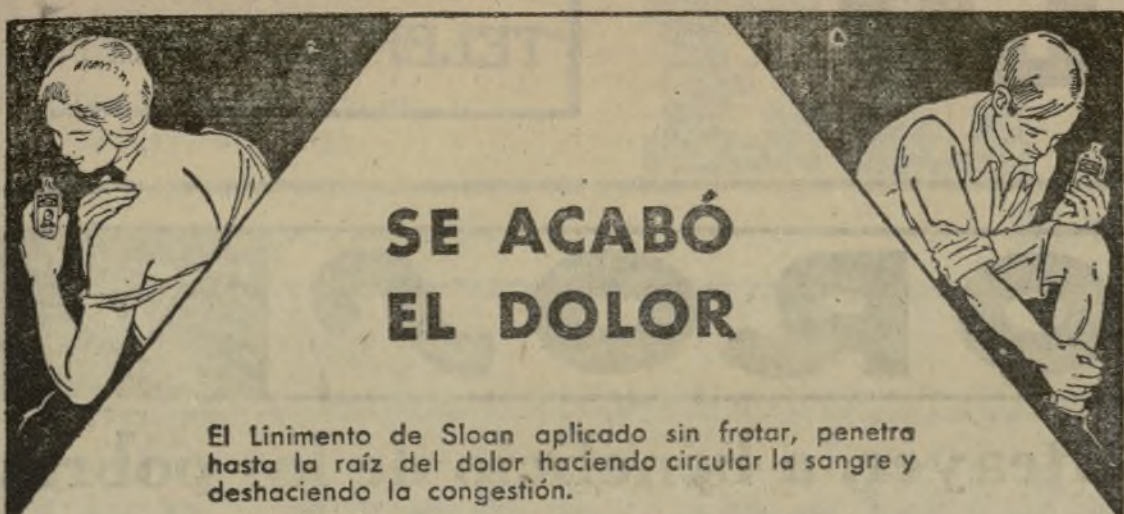 SE ACABÓ
EL DOLOR
El Linimento de Sloan aplicado sin frotar, penetra
hasta la raíz del dolor haciendo circular la sangre y
deshaciendo la congestión.